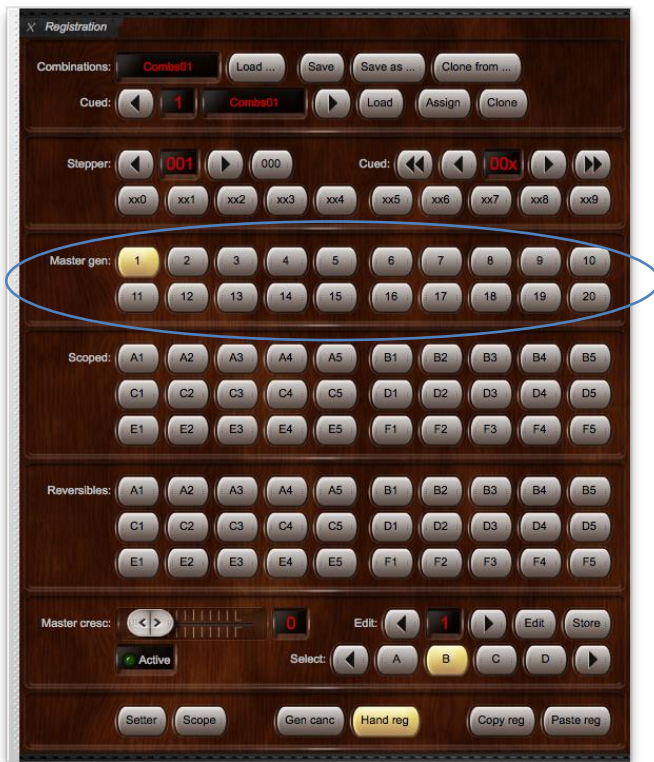 X Registration
Combinations: Combs01 Load ... Save Save as ... Clone from ...
Cued: 1 Combs01 Load Assign Clone
Stepper: 001 000 Cued: 00x
xx0 xx1 xx2 xx3 xx4 xx5 xx6 xx7 xx8 xx9
Master gen: 1 2 3 4 5 6 7 8 9 10
11 12 13 14 15 16 17 18 19 20
Scoped: A1 A2 A3 A4 A5 B1 B2 B3 B4 B5
C1 C2 C3 C4 C5 D1 D2 D3 D4 D5
E1 E2 E3 E4 E5 F1 F2 F3 F4 F5
Reversibles: A1 A2 A3 A4 A5 B1 B2 B3 B4 B5
C1 C2 C3 C4 C5 D1 D2 D3 D4 D5
E1 E2 E3 E4 E5 F1 F2 F3 F4 F5
Master cresc: 0 Edit: 1 Edit Store
Active Select: A B C D
Setter Scope Gen canc Hand reg Copy reg Paste reg